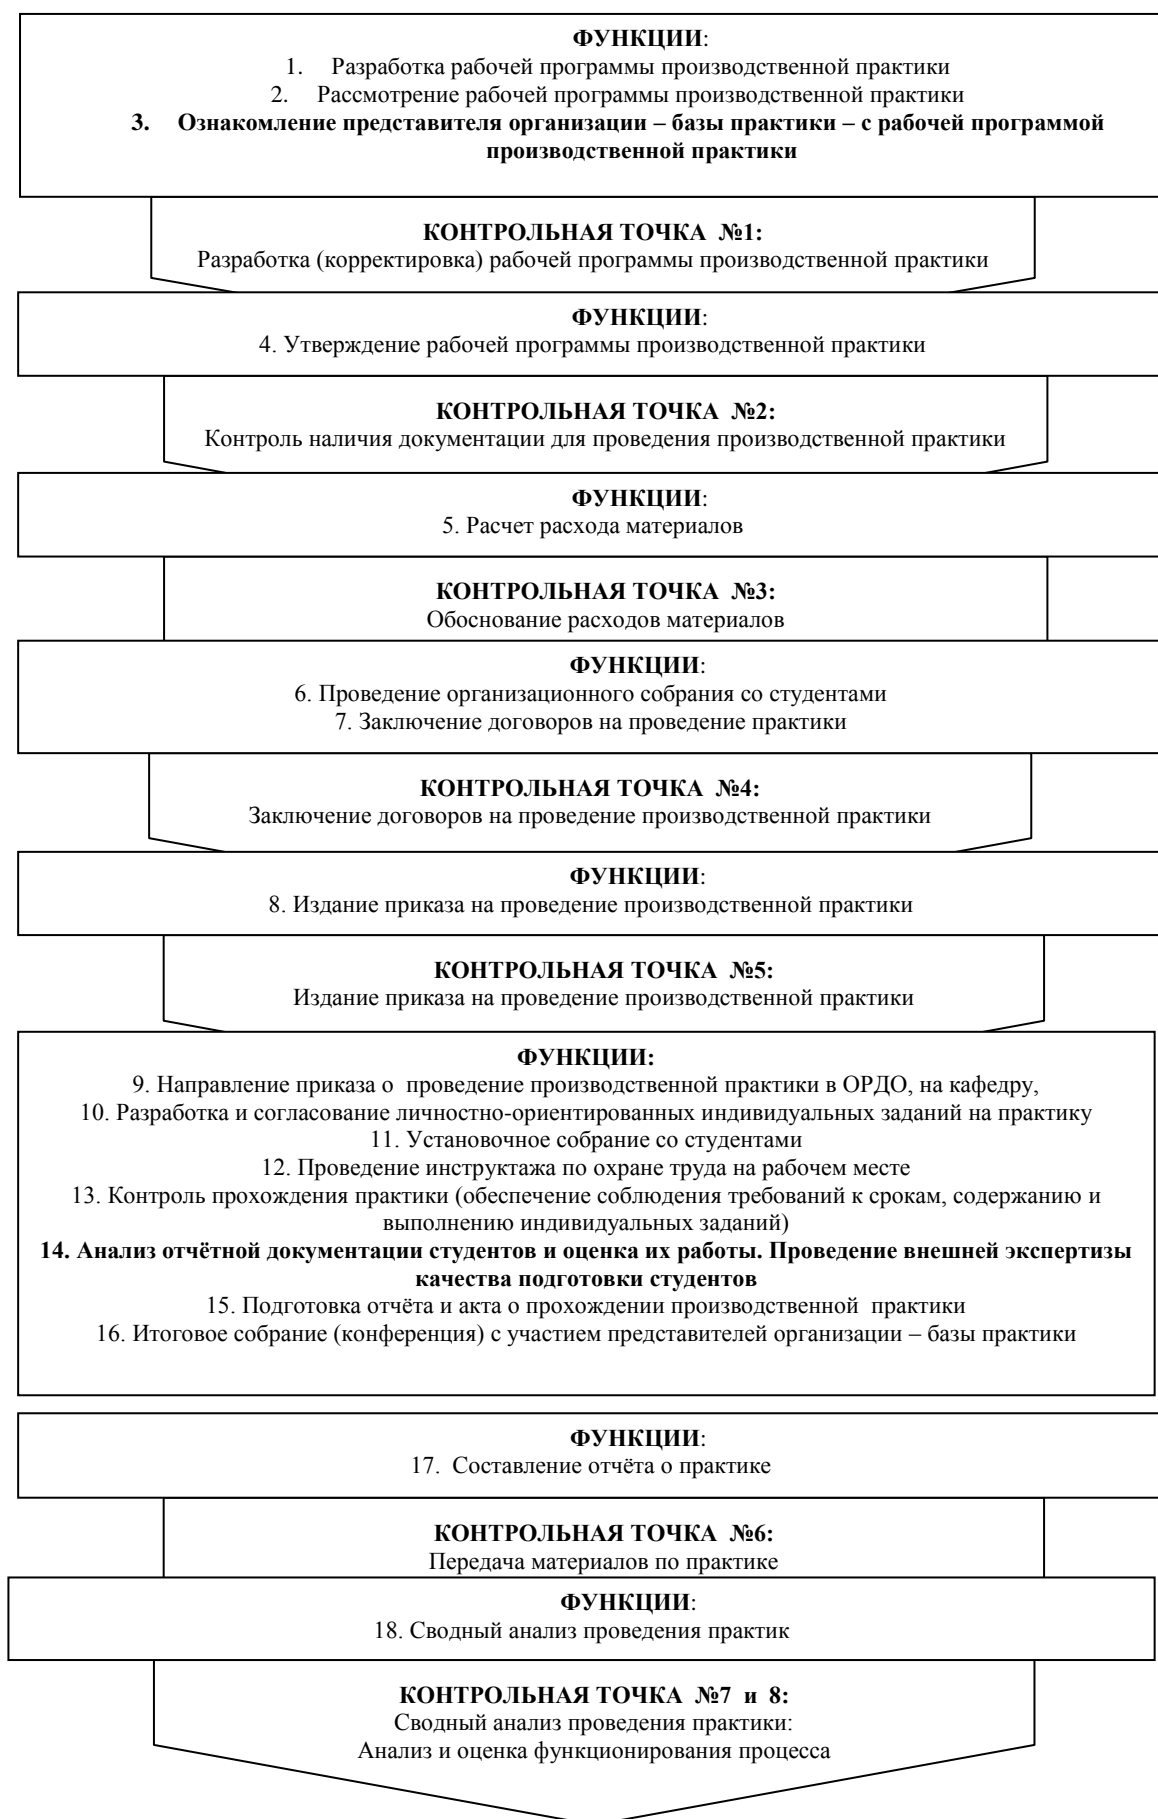 ФУНКЦИИ:
1. Разработка рабочей программы производственной практики
2. Рассмотрение рабочей программы производственной практики
3. Ознакомление представителя организации – базы практики – с рабочей программой
производственной практики
КОНТРОЛЬНАЯ ТОЧКА №1:
Разработка (корректировка) рабочей программы производственной практики
ФУНКЦИИ:
4. Утверждение рабочей программы производственной практики
КОНТРОЛЬНАЯ ТОЧКА №2:
Контроль наличия документации для проведения производственной практики
ФУНКЦИИ:
5. Расчет расхода материалов
КОНТРОЛЬНАЯ ТОЧКА №3:
Обоснование расходов материалов
ФУНКЦИИ:
6. Проведение организационного собрания со студентами
7. Заключение договоров на проведение практики
КОНТРОЛЬНАЯ ТОЧКА №4:
Заключение договоров на проведение производственной практики
ФУНКЦИИ:
8. Издание приказа на проведение производственной практики
КОНТРОЛЬНАЯ ТОЧКА №5:
Издание приказа на проведение производственной практики
ФУНКЦИИ:
9. Направление приказа о проведение производственной практики в ОРДО, на кафедру,
10. Разработка и согласование личностно-ориентированных индивидуальных заданий на практику
11. Установочное собрание со студентами
12. Проведение инструктажа по охране труда на рабочем месте
13. Контроль прохождения практики (обеспечение соблюдения требований к срокам, содержанию и
выполнению индивидуальных заданий)
14. Анализ отчётной документации студентов и оценка их работы. Проведение внешней экспертизы
качества подготовки студентов
15. Подготовка отчёта и акта о прохождении производственной практики
16. Итоговое собрание (конференция) с участием представителей организации – базы практики
ФУНКЦИИ:
17. Составление отчёта о практике
КОНТРОЛЬНАЯ ТОЧКА №6:
Передача материалов по практике
ФУНКЦИИ:
18. Сводный анализ проведения практик
КОНТРОЛЬНАЯ ТОЧКА №7 и 8:
Сводный анализ проведения практики:
Анализ и оценка функционирования процесса